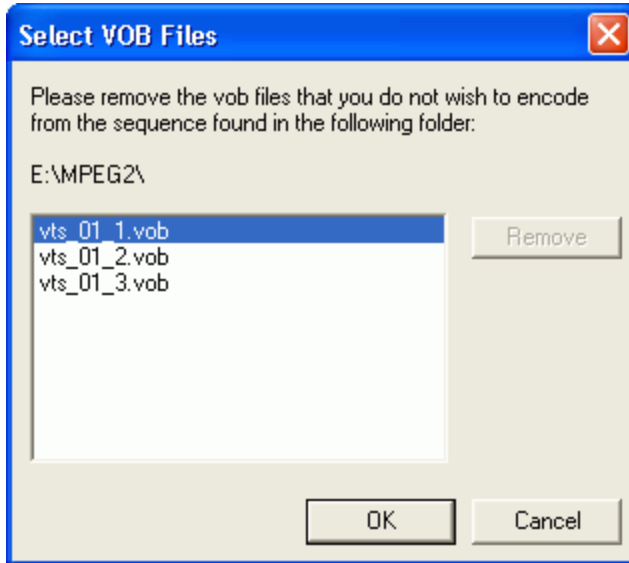 Select VOB Files
Please remove the vob files that you do not wish to encode
from the sequence found in the following folder:
E:\MPEG2\
vts_01_1.vob
Remove
vts_01_2.vob
vts_01_3.vob
OK
Cancel